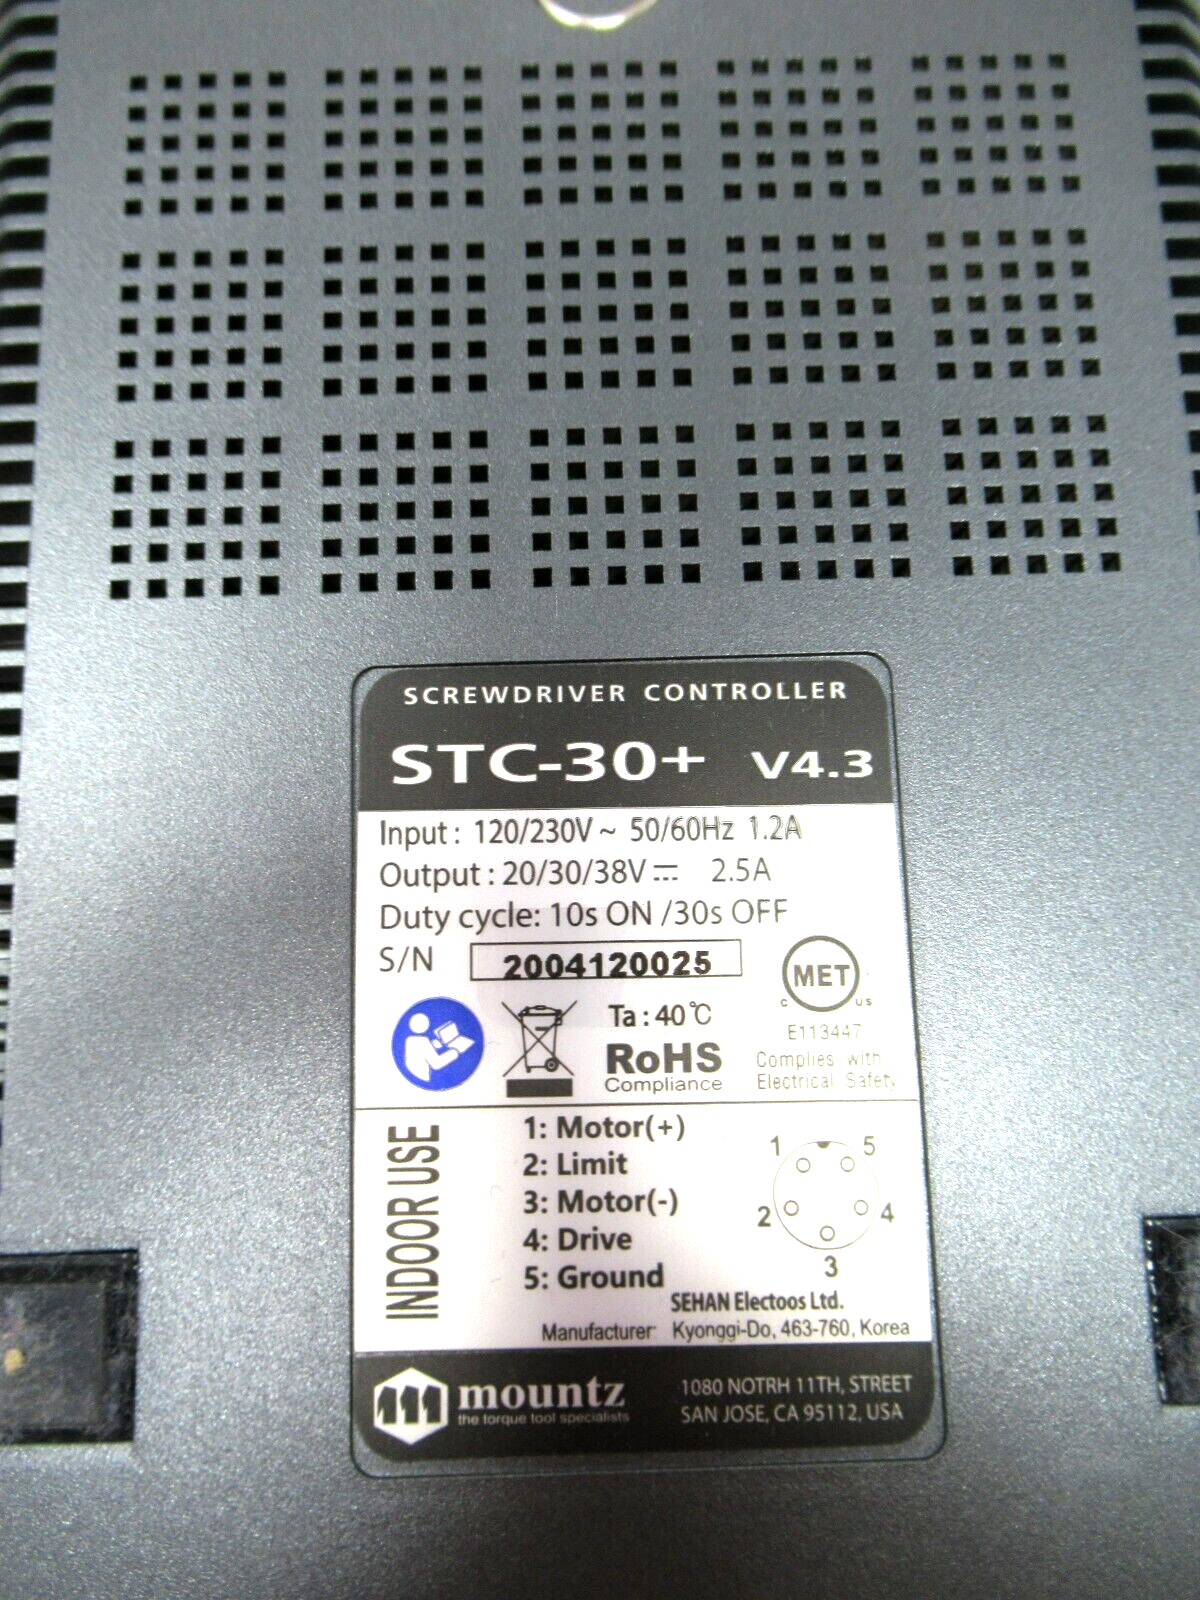 SCREWDRIVER CONTROLLER
STC-30+ V4.3
Input : 120/230V ~ 50/60Hz 1.2A
Output : 20/30/38V ⎓ 2.5A
Duty cycle: 10s ON /30s OFF
S/N 2004120025
MET
C US
E113447
Complies with
Electrical Safety
Ta : 40℃
RoHS
Compliance
INDOOR USE
1: Motor(+)
2: Limit
3: Motor(-)
4: Drive
5: Ground
1 5
2 4
3
SEHAN Electoos Ltd.
Manufacturer: Kyonggi-Do, 463-760, Korea
mountz
the torque tool specialists
1080 NOTRH 11TH, STREET
SAN JOSE, CA 95112, USA